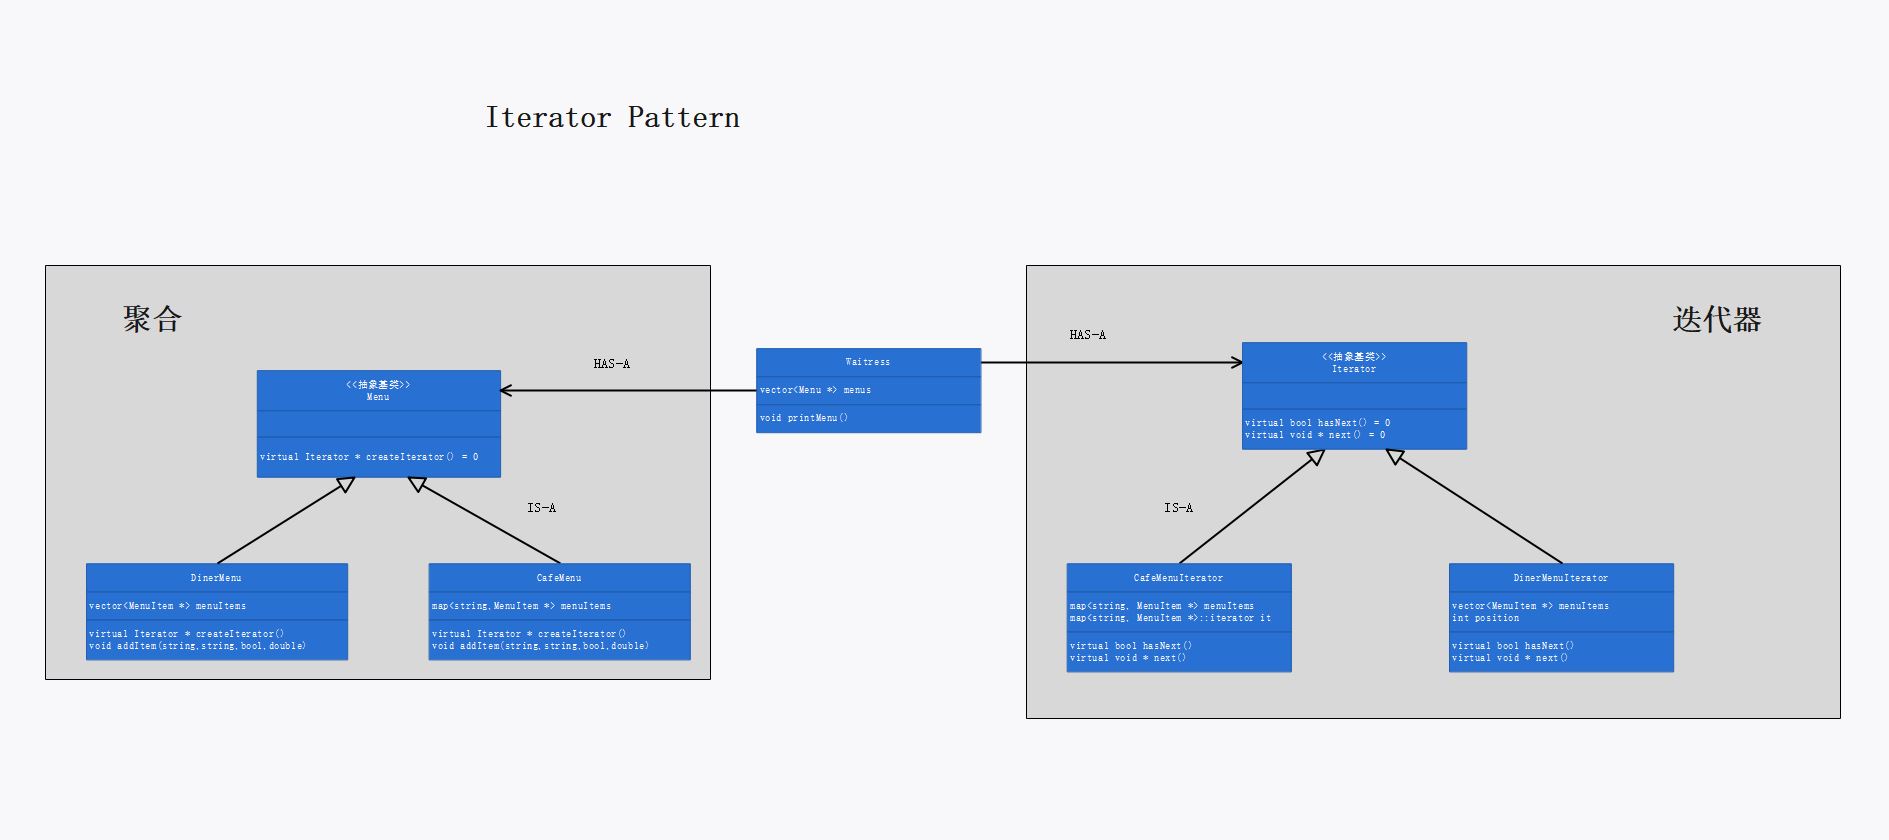 Iterator Pattern
聚合
迭代器
HAS-A
HAS-A
Waitress
vector<Menu *> menus
void printMenu()
<<抽象基类>>
Menu
virtual Iterator * createIterator() = 0
<<抽象基类>>
Iterator
virtual bool hasNext() = 0
virtual void * next() = 0
IS-A
IS-A
DinerMenu
vector<MenuItem *> menuItems
virtual Iterator * createIterator()
void addItem(string,string,bool,double)
CafeMenu
map<string,MenuItem *> menuItems
virtual Iterator * createIterator()
void addItem(string,string,bool,double)
CafeMenuIterator
map<string, MenuItem *> menuItems
map<string, MenuItem *>::iterator it
virtual bool hasNext()
virtual void * next()
DinerMenuIterator
vector<MenuItem *> menuItems
int position
virtual bool hasNext()
virtual void * next()